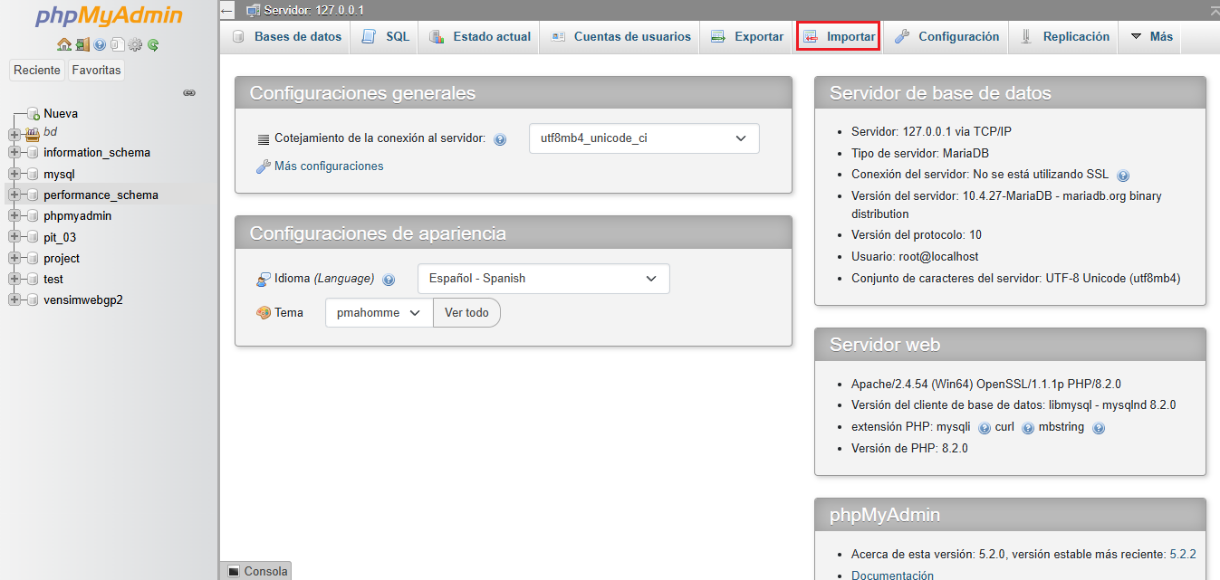 phpMyAdmin
Reciente Favoritas
Nueva
bd
information_schema
mysql
performance_schema
phpmyadmin
pit_03
project
test
vensimwebgp2
Servidor: 127.0.0.1
Bases de datos SQL Estado actual Cuentas de usuarios Exportar Importar Configuración Replicación Más
Configuraciones generales
Cotejamiento de la conexión al servidor: utf8mb4_unicode_ci
Más configuraciones
Configuraciones de apariencia
Idioma (Language) Español - Spanish
Tema pmahomme Ver todo
Servidor de base de datos
Servidor: 127.0.0.1 via TCP/IP
Tipo de servidor: MariaDB
Conexión del servidor: No se está utilizando SSL
Versión del servidor: 10.4.27-MariaDB - mariadb.org binary
distribution
Versión del protocolo: 10
Usuario: root@localhost
Conjunto de caracteres del servidor: UTF-8 Unicode (utf8mb4)
Servidor web
Apache/2.4.54 (Win64) OpenSSL/1.1.1p PHP/8.2.0
Versión del cliente de base de datos: libmysql - mysqlnd 8.2.0
extensión PHP: mysqli curl mbstring
Versión de PHP: 8.2.0
phpMyAdmin
Acerca de esta versión: 5.2.0, versión estable más reciente: 5.2.2
Documentación
Consola